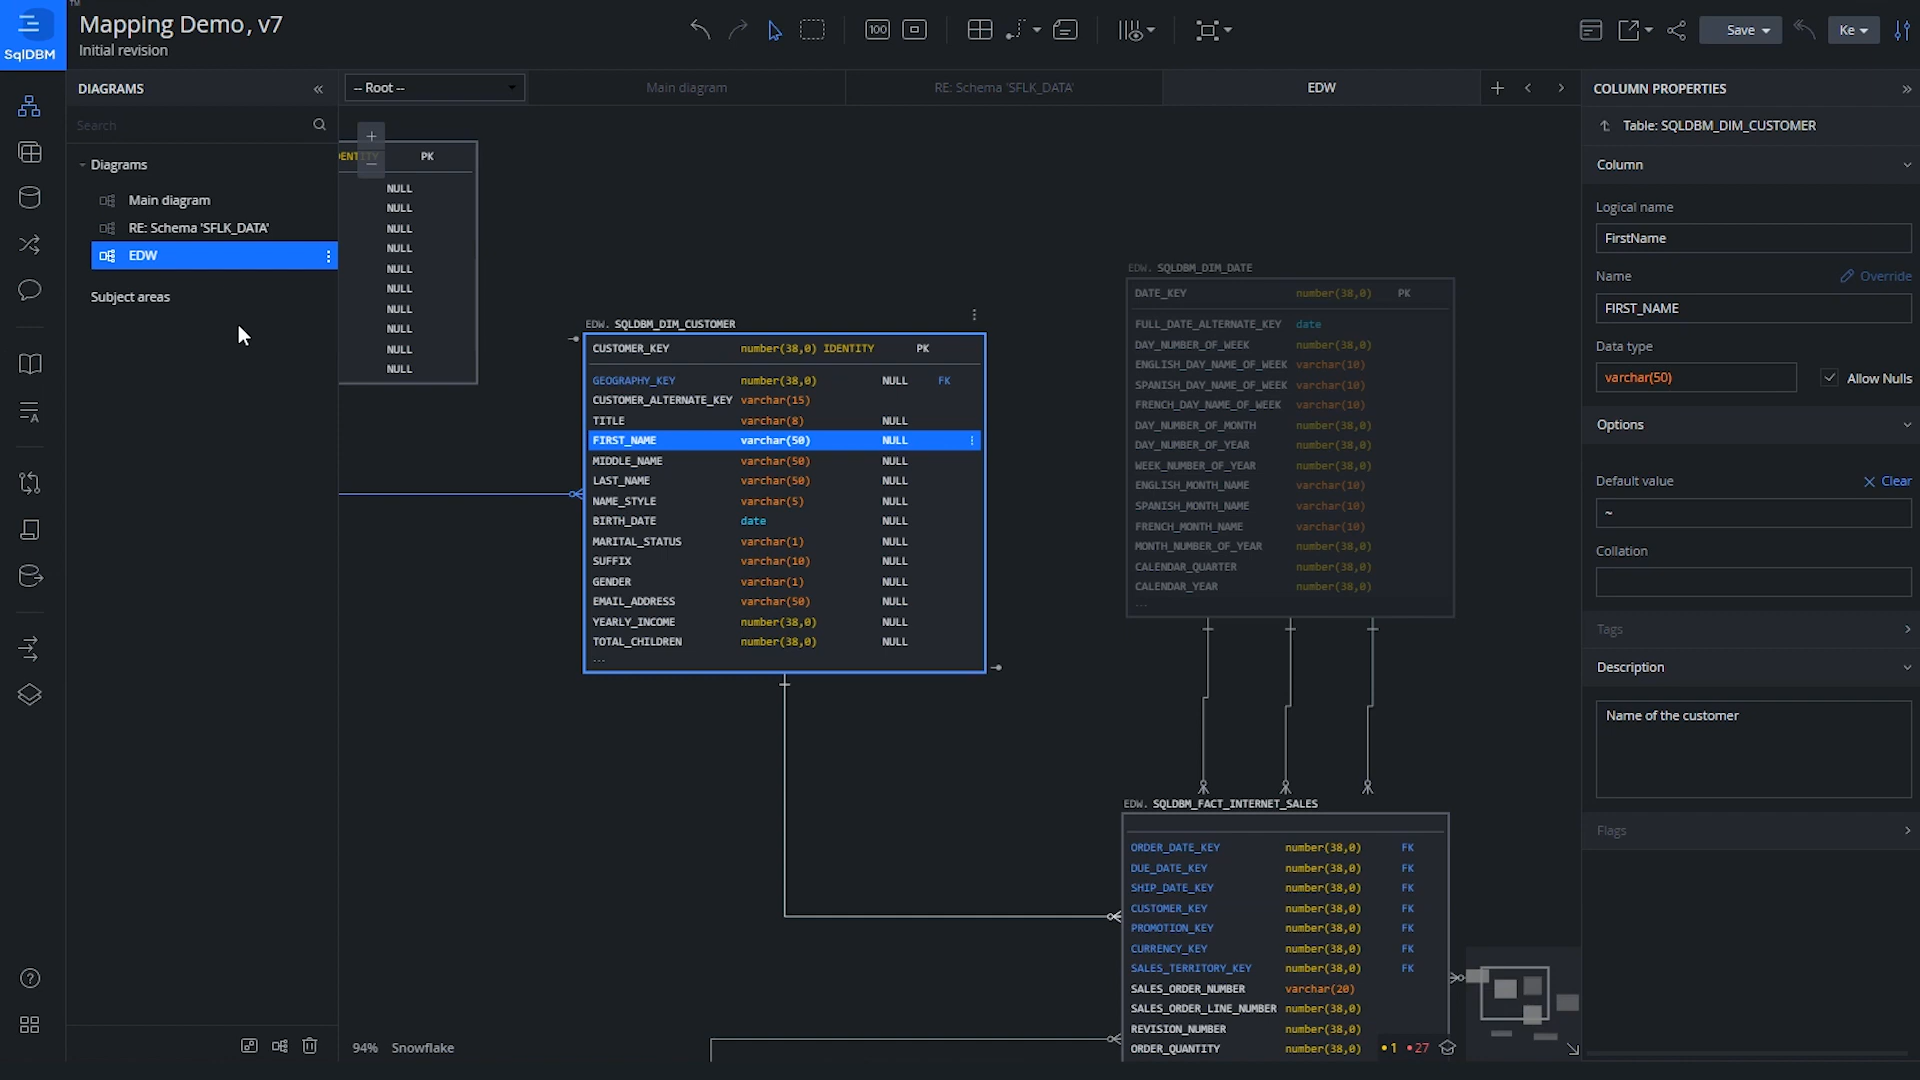 TM
SqlDBM
Mapping Demo, v7
Initial revision
100
Save
Ke
DIAGRAMS
Search
Diagrams
Main diagram
RE: Schema 'SFLK_DATA'
EDW
Subject areas
-- Root --
Main diagram
RE: Schema 'SFLK_DATA'
EDW
PK
NULL
NULL
NULL
NULL
NULL
NULL
NULL
NULL
NULL
NULL
EDW. SQLDBM_DIM_CUSTOMER
CUSTOMER_KEY number(38,0) IDENTITY PK
GEOGRAPHY_KEY number(38,0) NULL FK
CUSTOMER_ALTERNATE_KEY varchar(15)
TITLE varchar(8) NULL
FIRST_NAME varchar(50) NULL
MIDDLE_NAME varchar(50) NULL
LAST_NAME varchar(50) NULL
NAME_STYLE varchar(5) NULL
BIRTH_DATE date NULL
MARITAL_STATUS varchar(1) NULL
SUFFIX varchar(10) NULL
GENDER varchar(1) NULL
EMAIL_ADDRESS varchar(50) NULL
YEARLY_INCOME number(38,0) NULL
TOTAL_CHILDREN number(38,0) NULL
...
EDW. SQLDBM_DIM_DATE
DATE_KEY number(38,0) PK
FULL_DATE_ALTERNATE_KEY date
DAY_NUMBER_OF_WEEK number(38,0)
ENGLISH_DAY_NAME_OF_WEEK varchar(10)
SPANISH_DAY_NAME_OF_WEEK varchar(10)
FRENCH_DAY_NAME_OF_WEEK varchar(10)
DAY_NUMBER_OF_MONTH number(38,0)
DAY_NUMBER_OF_YEAR number(38,0)
WEEK_NUMBER_OF_YEAR number(38,0)
ENGLISH_MONTH_NAME varchar(10)
SPANISH_MONTH_NAME varchar(10)
FRENCH_MONTH_NAME varchar(10)
MONTH_NUMBER_OF_YEAR number(38,0)
CALENDAR_QUARTER number(38,0)
CALENDAR_YEAR number(38,0)
...
EDW. SQLDBM_FACT_INTERNET_SALES
ORDER_DATE_KEY number(38,0) FK
DUE_DATE_KEY number(38,0) FK
SHIP_DATE_KEY number(38,0) FK
CUSTOMER_KEY number(38,0) FK
PROMOTION_KEY number(38,0) FK
CURRENCY_KEY number(38,0) FK
SALES_TERRITORY_KEY number(38,0) FK
SALES_ORDER_NUMBER varchar(20)
SALES_ORDER_LINE_NUMBER number(38,0)
REVISION_NUMBER number(38,0)
ORDER_QUANTITY number(38,0)
1 27
94% Snowflake
COLUMN PROPERTIES
Table: SQLDBM_DIM_CUSTOMER
Column
Logical name
FirstName
Name Override
FIRST_NAME
Data type
varchar(50) Allow Nulls
Options
Default value Clear
~
Collation
Tags
Description
Name of the customer
Flags